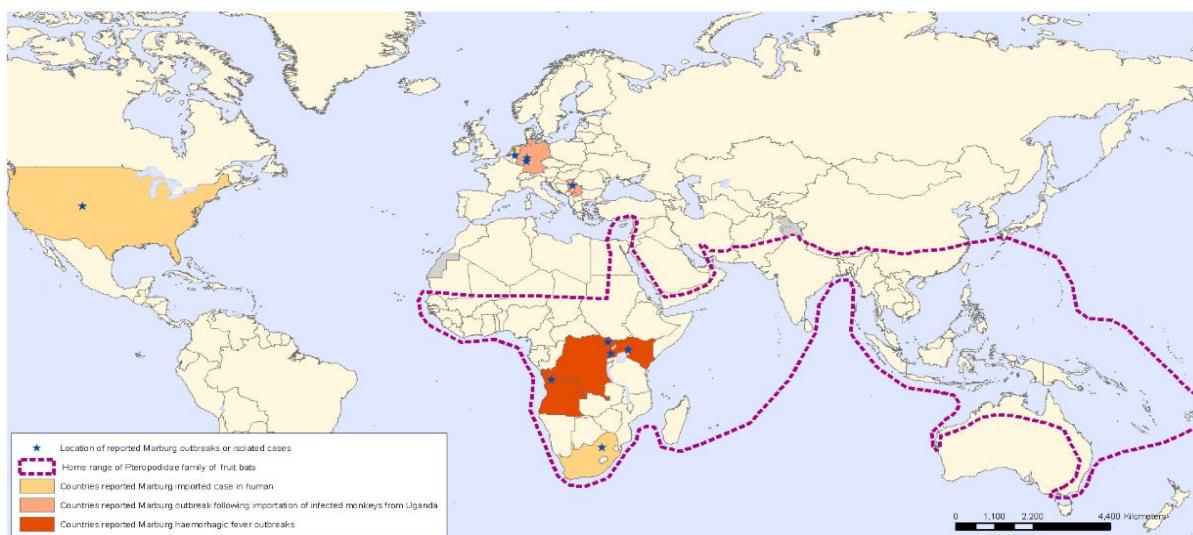 Location of reported Marburg outbreaks or isolated cases
Home range of Pteropodidae family of fruit bats
Countries reported Marburg imported case in human
Countries reported Marburg outbreak following importation of infected monkeys from Uganda
Countries reported Marburg haemorhagic fever outbreaks
0 1,100 2,200 4,400 Kilometers